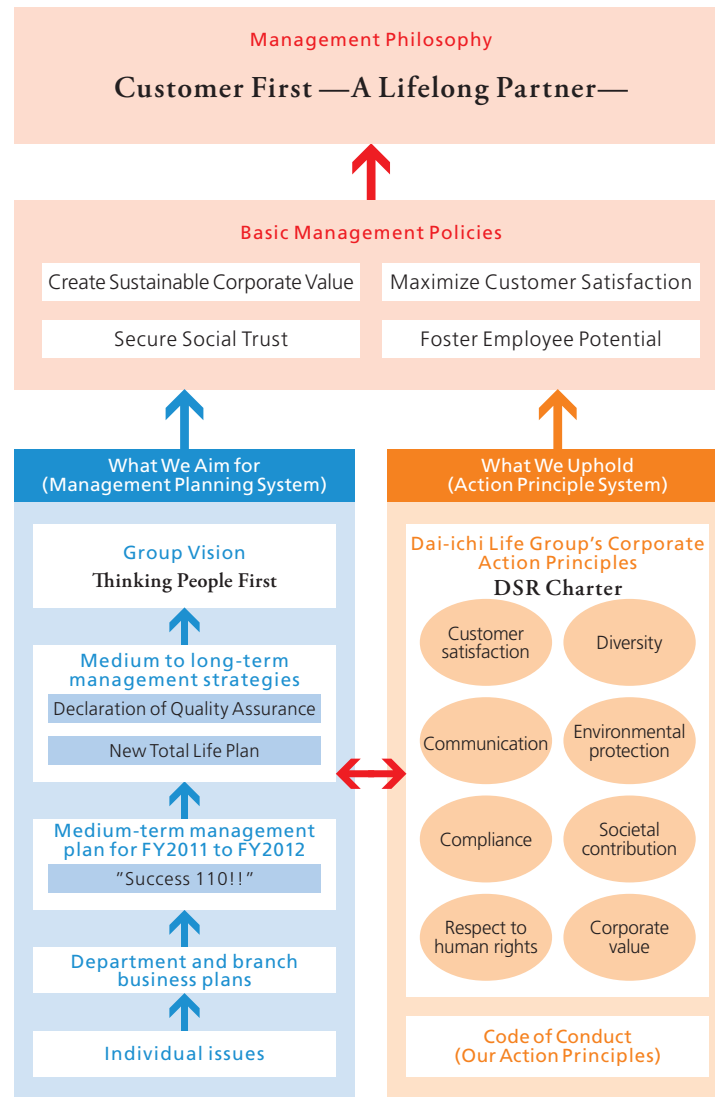 Management Philosophy
Customer First —A Lifelong Partner—
Basic Management Policies
Create Sustainable Corporate Value
Maximize Customer Satisfaction
Secure Social Trust
Foster Employee Potential
What We Aim for
(Management Planning System)
Group Vision
Thinking People First
Medium to long-term
management strategies
Declaration of Quality Assurance
New Total Life Plan
Medium-term management
plan for FY2011 to FY2012
“Success 110!!”
Department and branch
business plans
Individual issues
What We Uphold
(Action Principle System)
Dai-ichi Life Group’s Corporate
Action Principles
DSR Charter
Customer
satisfaction
Diversity
Communication
Environmental
protection
Compliance
Societal
contribution
Respect to
human rights
Corporate
value
Code of Conduct
(Our Action Principles)